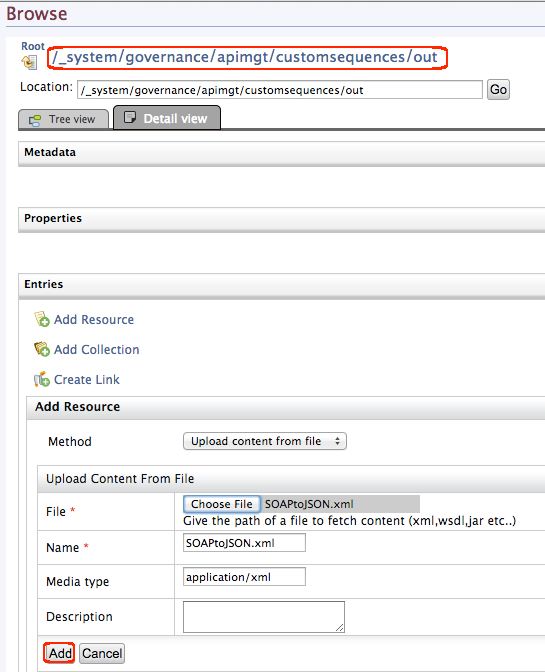 Browse
Root
/_system/governance/apimgt/customsequences/out
Location: /_system/governance/apimgt/customsequences/out Go
Tree view Detail view
Metadata
Properties
Entries
Add Resource
Add Collection
Create Link
Add Resource
Method Upload content from file
Upload Content From File
File * Choose File SOAPtoJSON.xml
Give the path of a file to fetch content (xml,wsdl,jar etc..)
Name * SOAPtoJSON.xml
Media type application/xml
Description
Add Cancel